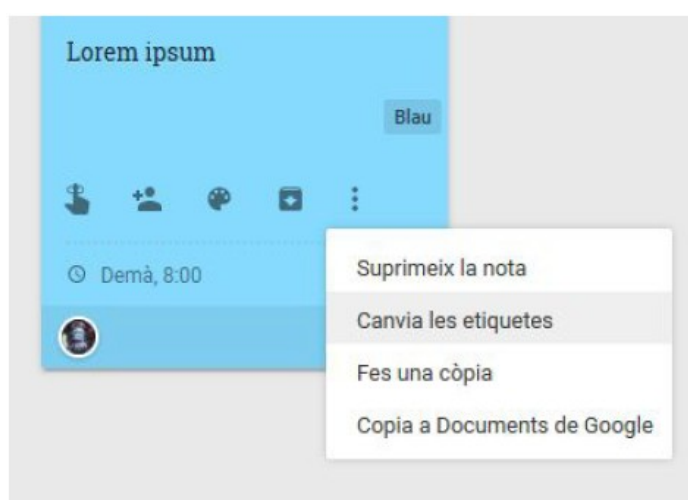 Lorem ipsum
Blau
Demà, 8:00
Suprimeix la nota
Canvia les etiquetes
Fes una còpia
Copia a Documents de Google